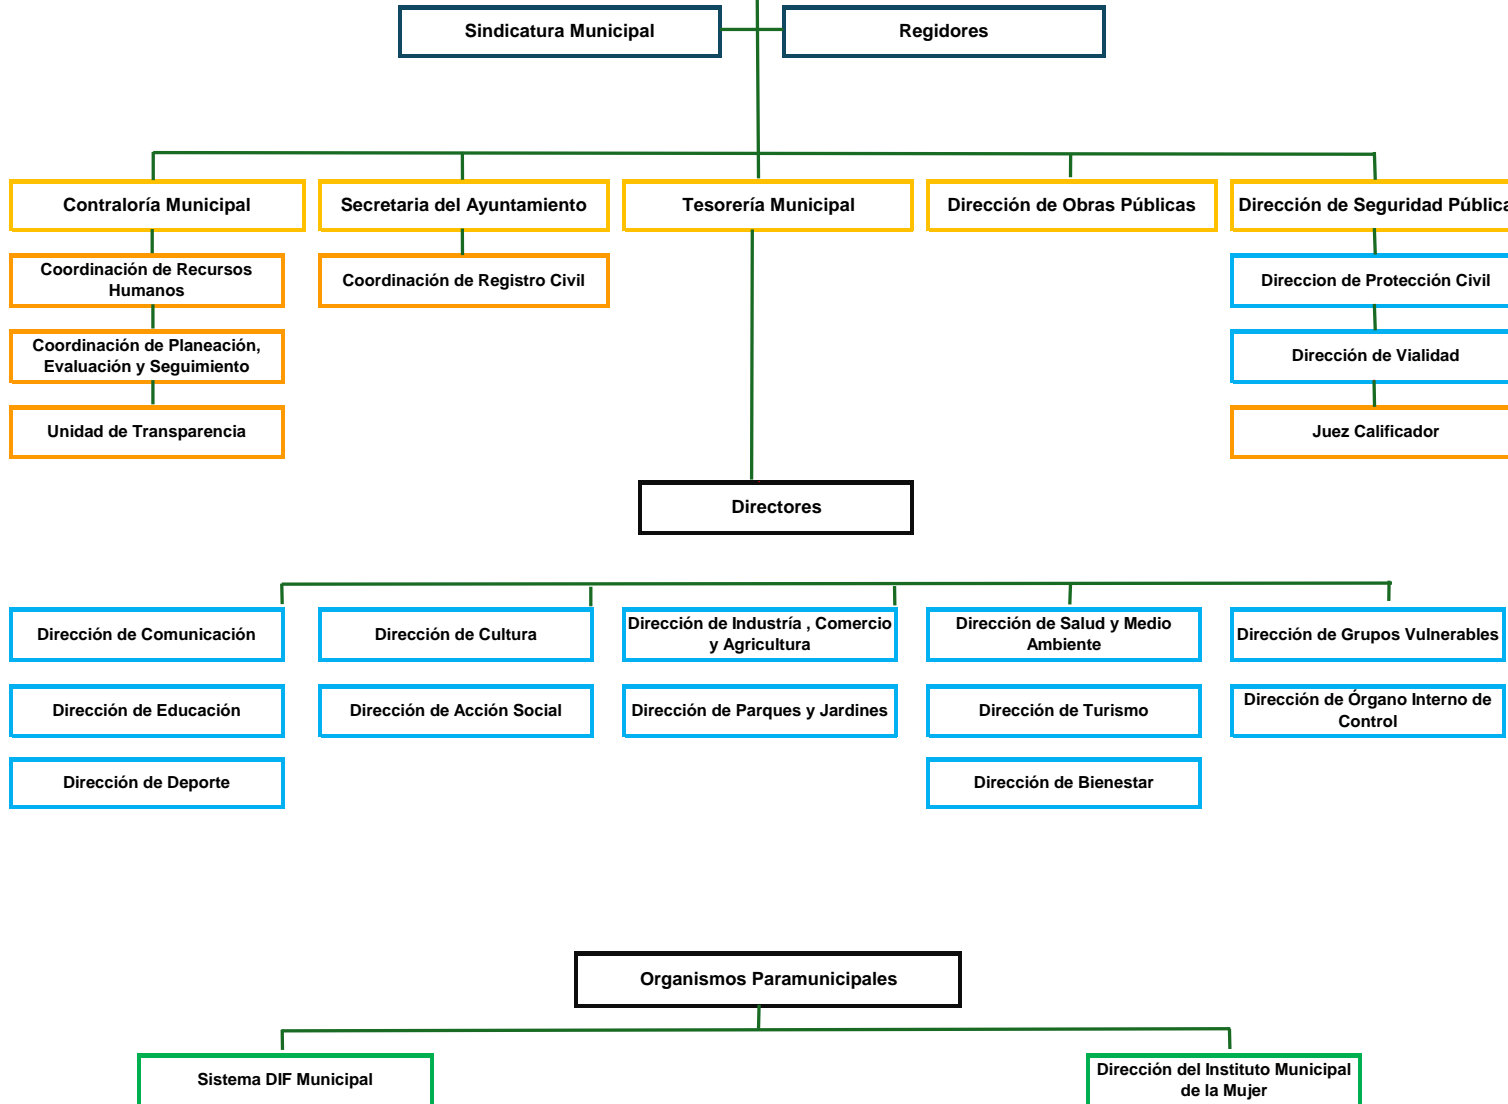 Sindicatura Municipal
Regidores
Contraloría Municipal
Secretaria del Ayuntamiento
Tesorería Municipal
Dirección de Obras Públicas
Dirección de Seguridad Pública
Coordinación de Recursos
Humanos
Coordinación de Registro Civil
Direccion de Protección Civil
Coordinación de Planeación,
Evaluación y Seguimiento
Dirección de Vialidad
Unidad de Transparencia
Juez Calificador
Directores
Dirección de Comunicación
Dirección de Cultura
Dirección de Industría , Comercio
y Agricultura
Dirección de Salud y Medio
Ambiente
Dirección de Grupos Vulnerables
Dirección de Educación
Dirección de Acción Social
Dirección de Parques y Jardines
Dirección de Turismo
Dirección de Órgano Interno de
Control
Dirección de Deporte
Dirección de Bienestar
Organismos Paramunicipales
Sistema DIF Municipal
Dirección del Instituto Municipal
de la Mujer